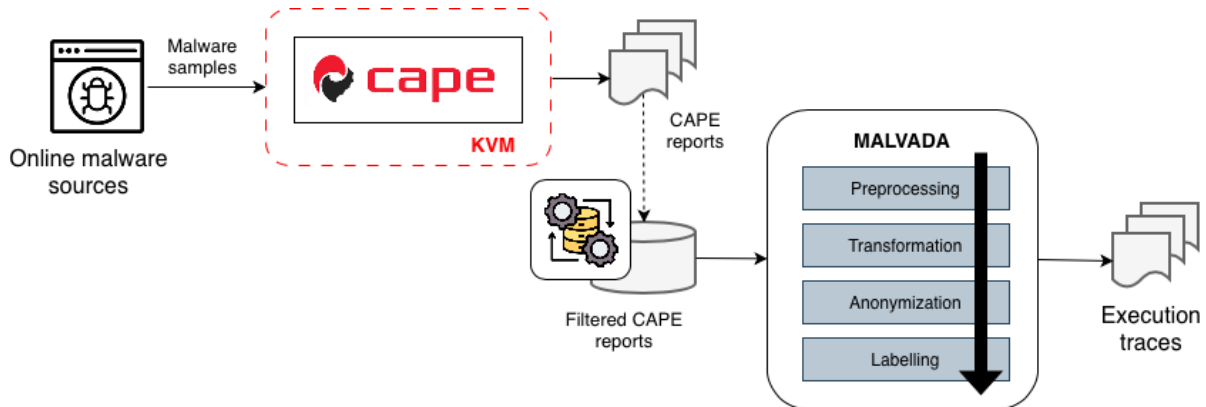 Online malware
sources
Malware
samples
cape
KVM
CAPE
reports
Filtered CAPE
reports
MALVADA
Preprocessing
Transformation
Anonymization
Labelling
Execution
traces